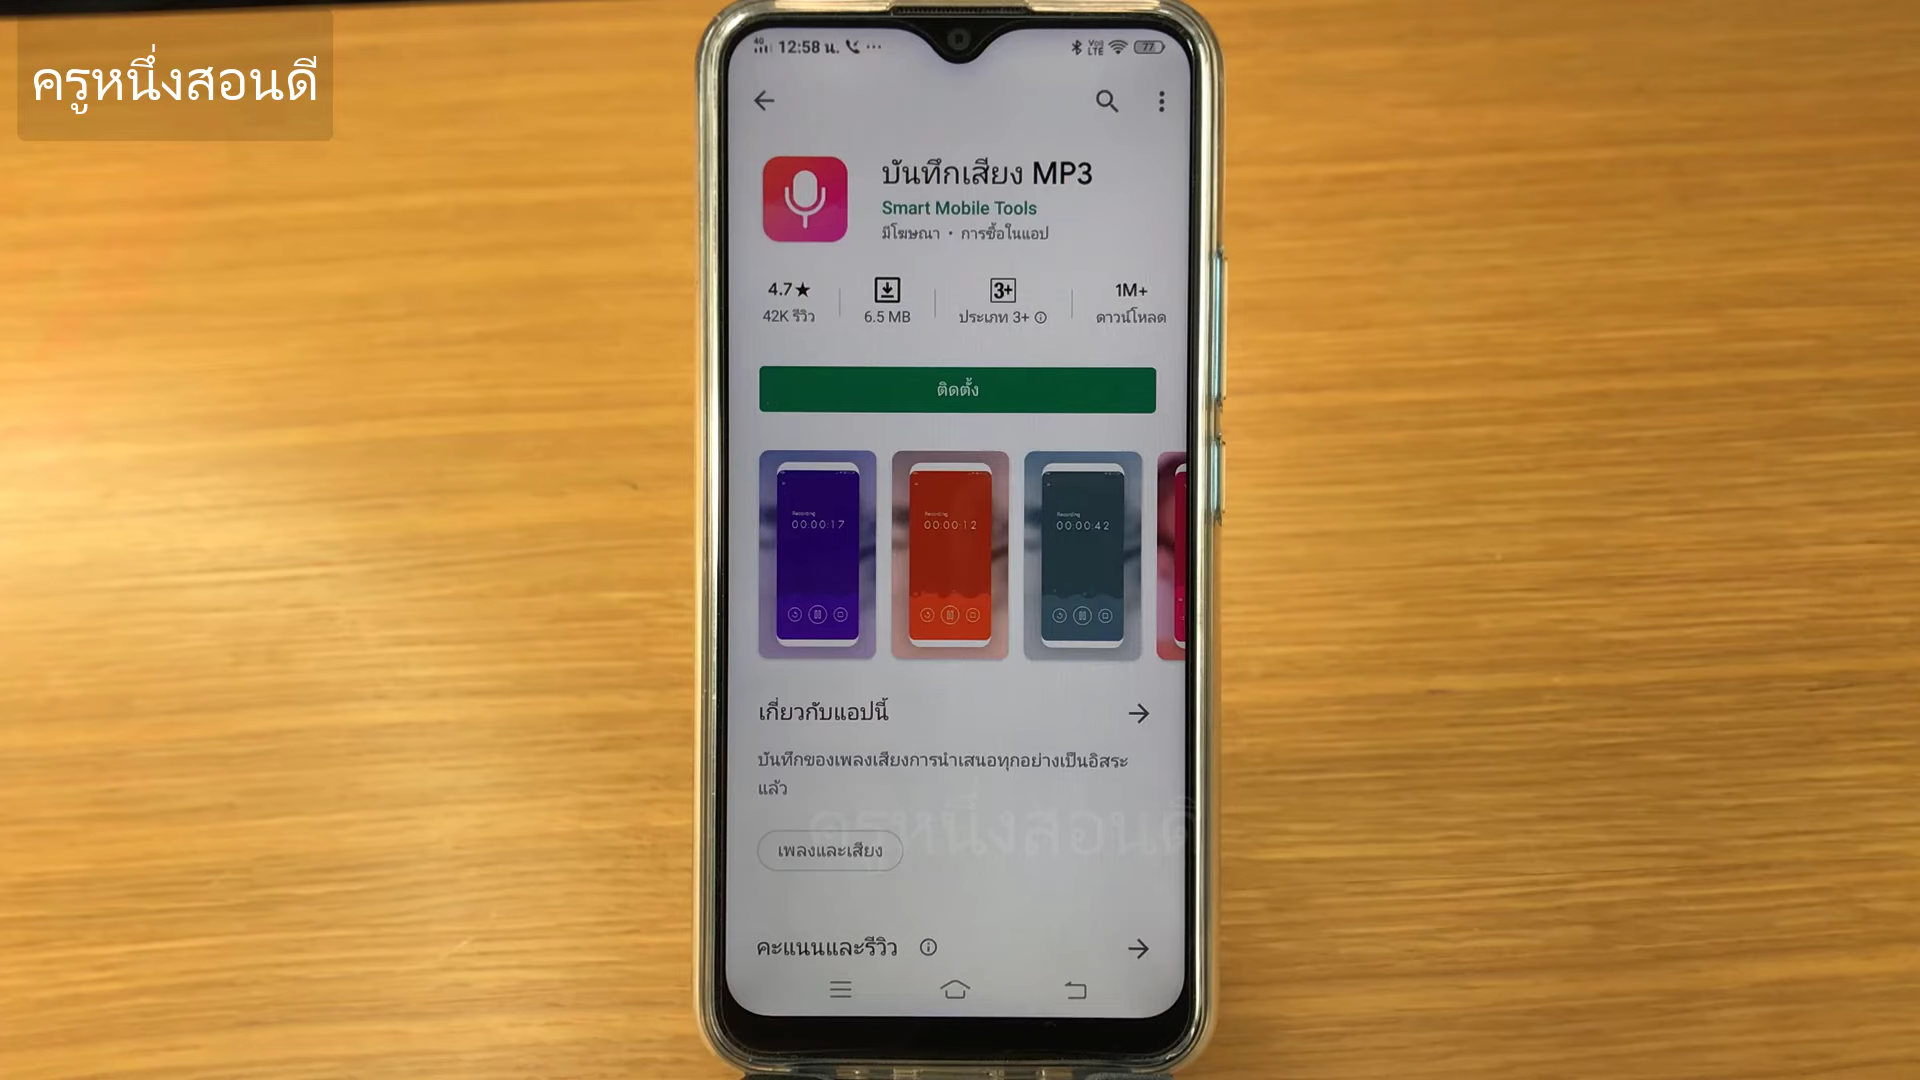 ครูหนึ่งสอนดี
4G 12:58 น. ... Vo) LTE 77
บันทึกเสียง MP3
Smart Mobile Tools
มีโฆษณา • การซื้อในแอป
4.7★ 3+ 1M+
42K รีวิว 6.5 MB ประเภท 3+ ดาวน์โหลด
ติดตั้ง
Recording Recording Recording
00:00:17 00:00:12 00:00:42
เกี่ยวกับแอปนี้
บันทึกของเพลงเสียงการนำเสนอทุกอย่างเป็นอิสระ
แล้ว
ครูหนึ่งสอนดี
เพลงและเสียง
คะแนนและรีวิว